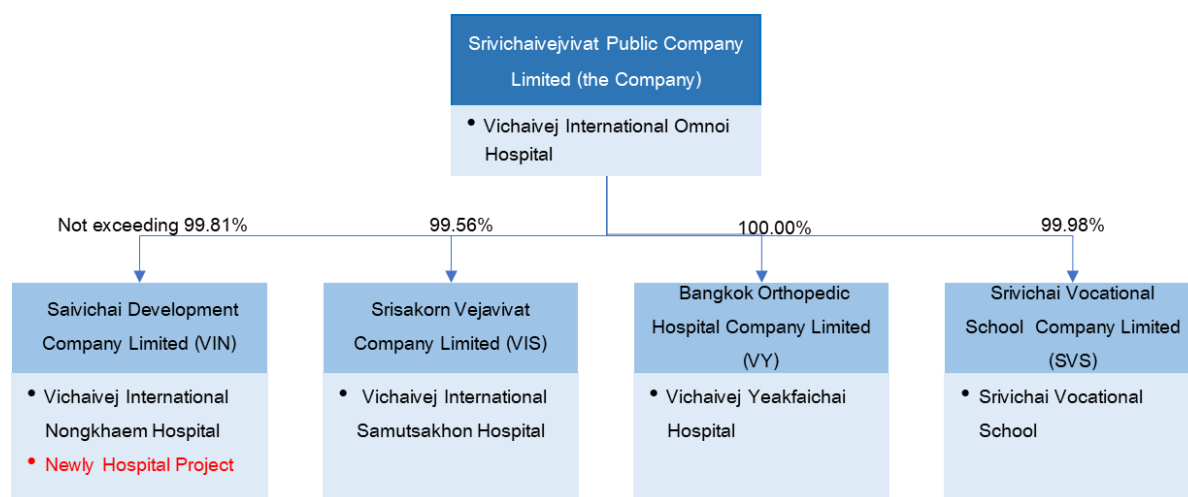 Srivichaivejvivat Public Company
Limited (the Company)
• Vichaivej International Omnoi
Hospital
Not exceeding 99.81%
99.56%
100.00%
99.98%
Saivichai Development
Company Limited (VIN)
• Vichaivej International
Nongkhaem Hospital
• Newly Hospital Project
Srisakorn Vejavivat
Company Limited (VIS)
• Vichaivej International
Samutsakhon Hospital
Bangkok Orthopedic
Hospital Company Limited
(VY)
• Vichaivej Yeakfaichai
Hospital
Srivichai Vocational
School Company Limited
(SVS)
• Srivichai Vocational
School